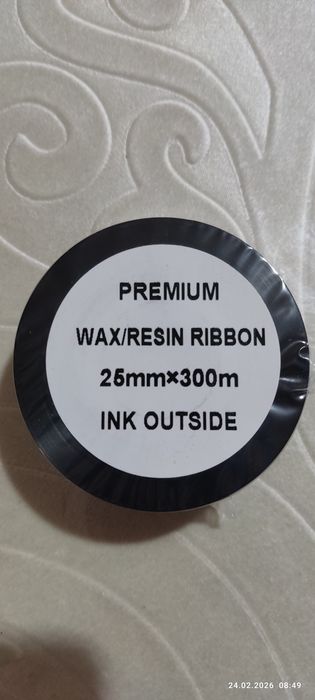 PREMIUM
WAX/RESIN RIBBON
25mm×300m
INK OUTSIDE
24.02.2026 08:49